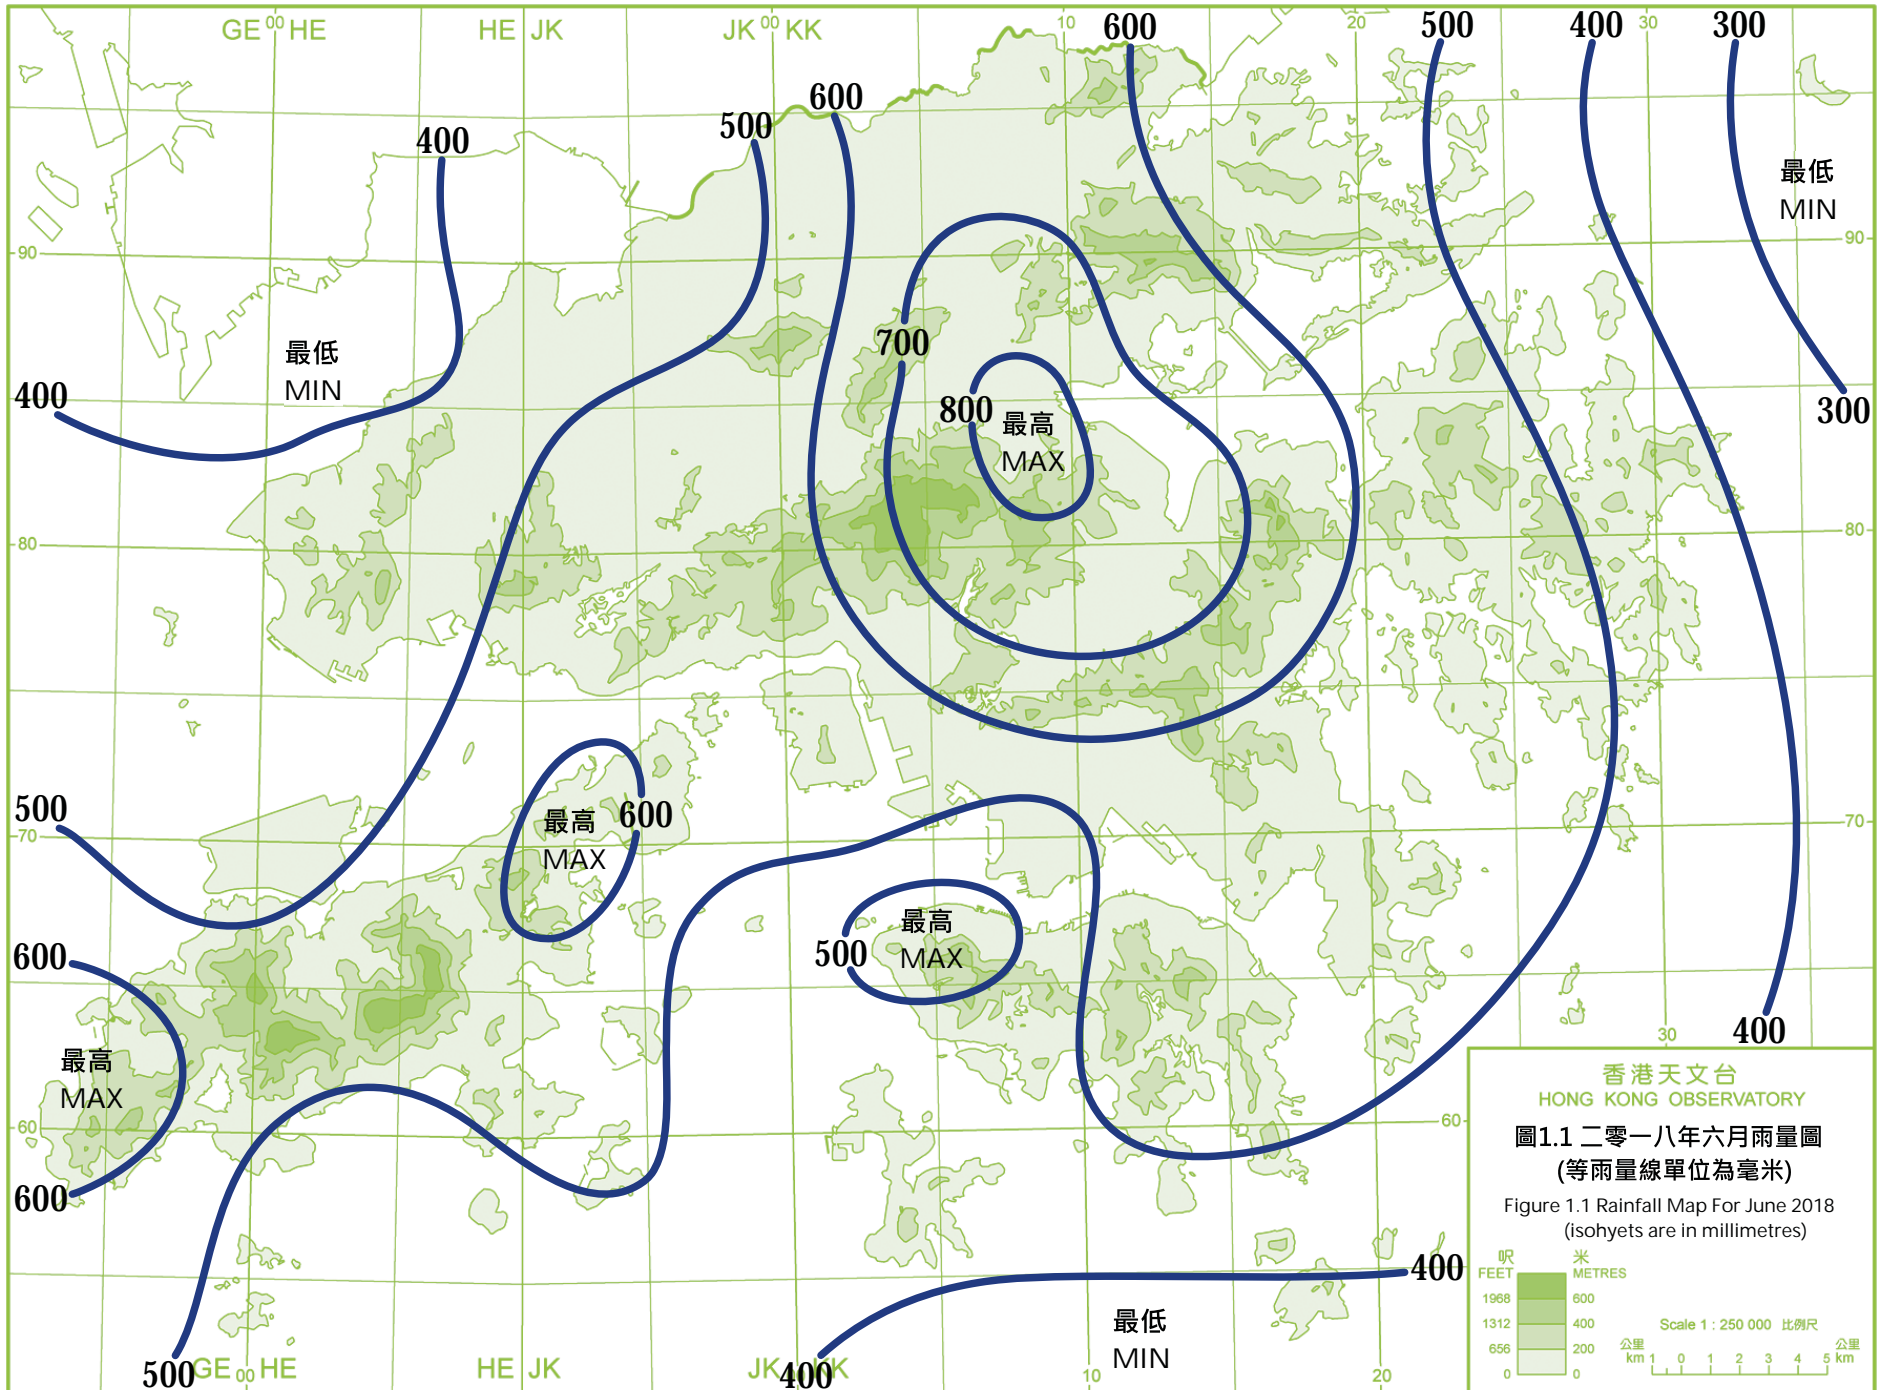 GE 00 HE
HE JK
JK 00 KK
10
600
20
500
400
30
300
600
500
400
最低
MIN
90
90
最低
MIN
700
400
800
最高
MAX
300
80
80
500
最高
MAX
600
70
70
最高
MAX
500
600
400
30
最高
MAX
60
60
600
香港天文台
HONG KONG OBSERVATORY
圖1.1 二零一八年六月雨量圖
(等雨量線單位為毫米)
Figure 1.1 Rainfall Map For June 2018
(isohyets are in millimetres)
呎 米
FEET METRES
1968 600
1312 400
656 200
0 0
Scale 1 : 250 000 比例尺
公里 公里
km 1 0 1 2 3 4 5 km
400
最低
MIN
500
GE 00 HE
HE JK
JK KK
400
10
20